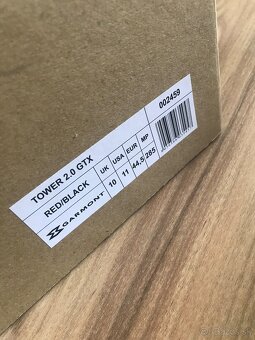 TOWER 2.0 GTX
RED/BLACK
GARMONT
UK USA EUR MP
10 11 44,5 285
002459